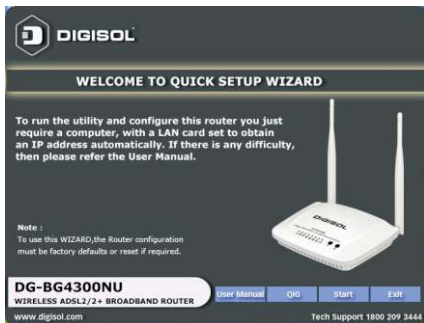 DIGISOL
WELCOME TO QUICK SETUP WIZARD
To run the utility and configure this router you just
require a computer, with a LAN card set to obtain
an IP address automatically. If there is any difficulty,
then please refer the User Manual.
DIGISOL
Note :
To use this WIZARD,the Router configuration
must be factory defaults or reset if required.
DG-BG4300NU
WIRELESS ADSL2/2+ BROADBAND ROUTER
User Manual QIG Start Exit
www.digisol.com Tech Support 1800 209 3444